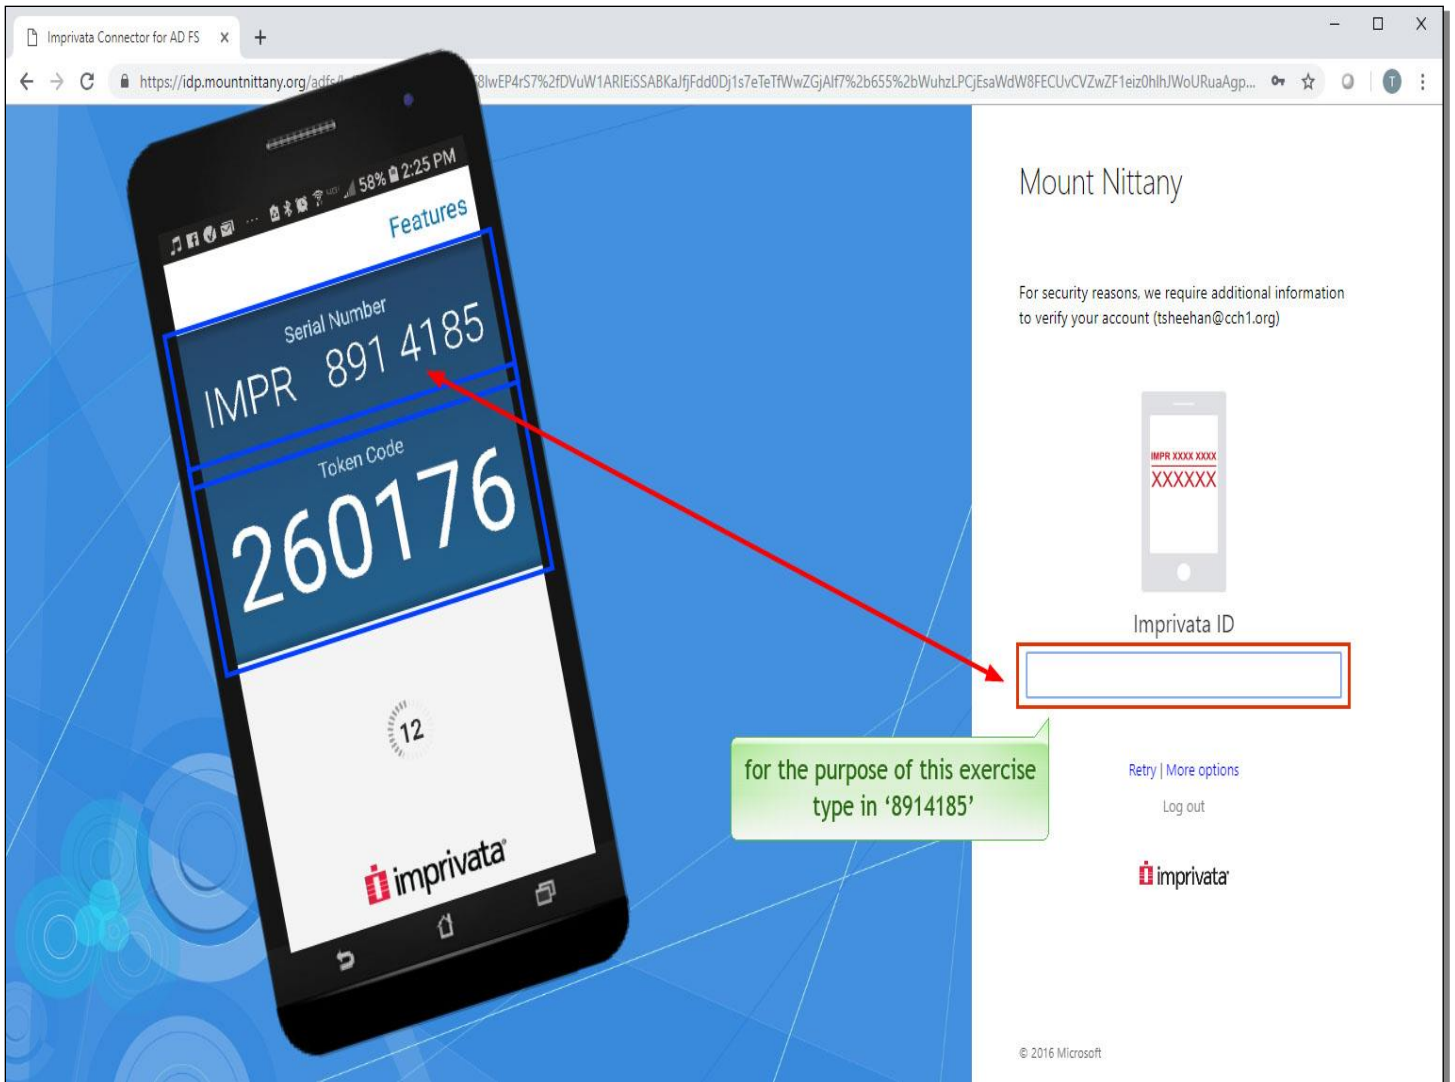 Imprivata Connector for AD FS
https://idp.mountnittany.org/adfs/
Features
58% 2:25 PM
Serial Number
IMPR 891 4185
Token Code
260176
12
imprivata
Mount Nittany
For security reasons, we require additional information
to verify your account (tsheehan@cch1.org)
IMPR XXXX XXXX
XXXXXX
Imprivata ID
for the purpose of this exercise
type in ‘8914185’
Retry | More options
Log out
imprivata
© 2016 Microsoft